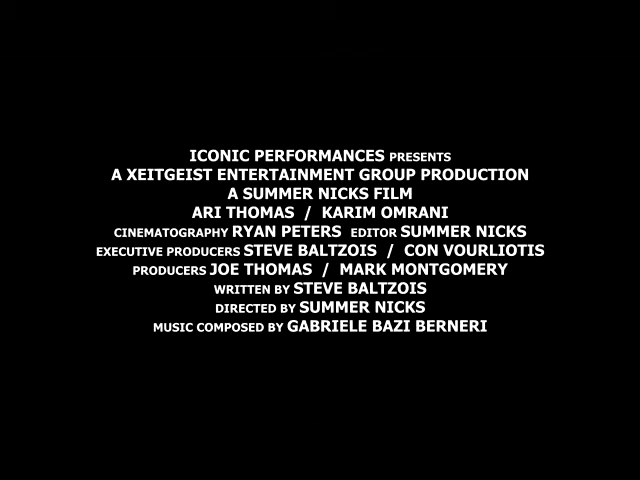 ICONIC PERFORMANCES PRESENTS
A XEITGEIST ENTERTAINMENT GROUP PRODUCTION
A SUMMER NICKS FILM
ARI THOMAS / KARIM OMRANI
CINEMATOGRAPHY RYAN PETERS EDITOR SUMMER NICKS
EXECUTIVE PRODUCERS STEVE BALTZOIS / CON VOURLIOTIS
PRODUCERS JOE THOMAS / MARK MONTGOMERY
WRITTEN BY STEVE BALTZOIS
DIRECTED BY SUMMER NICKS
MUSIC COMPOSED BY GABRIELE BAZI BERNERI